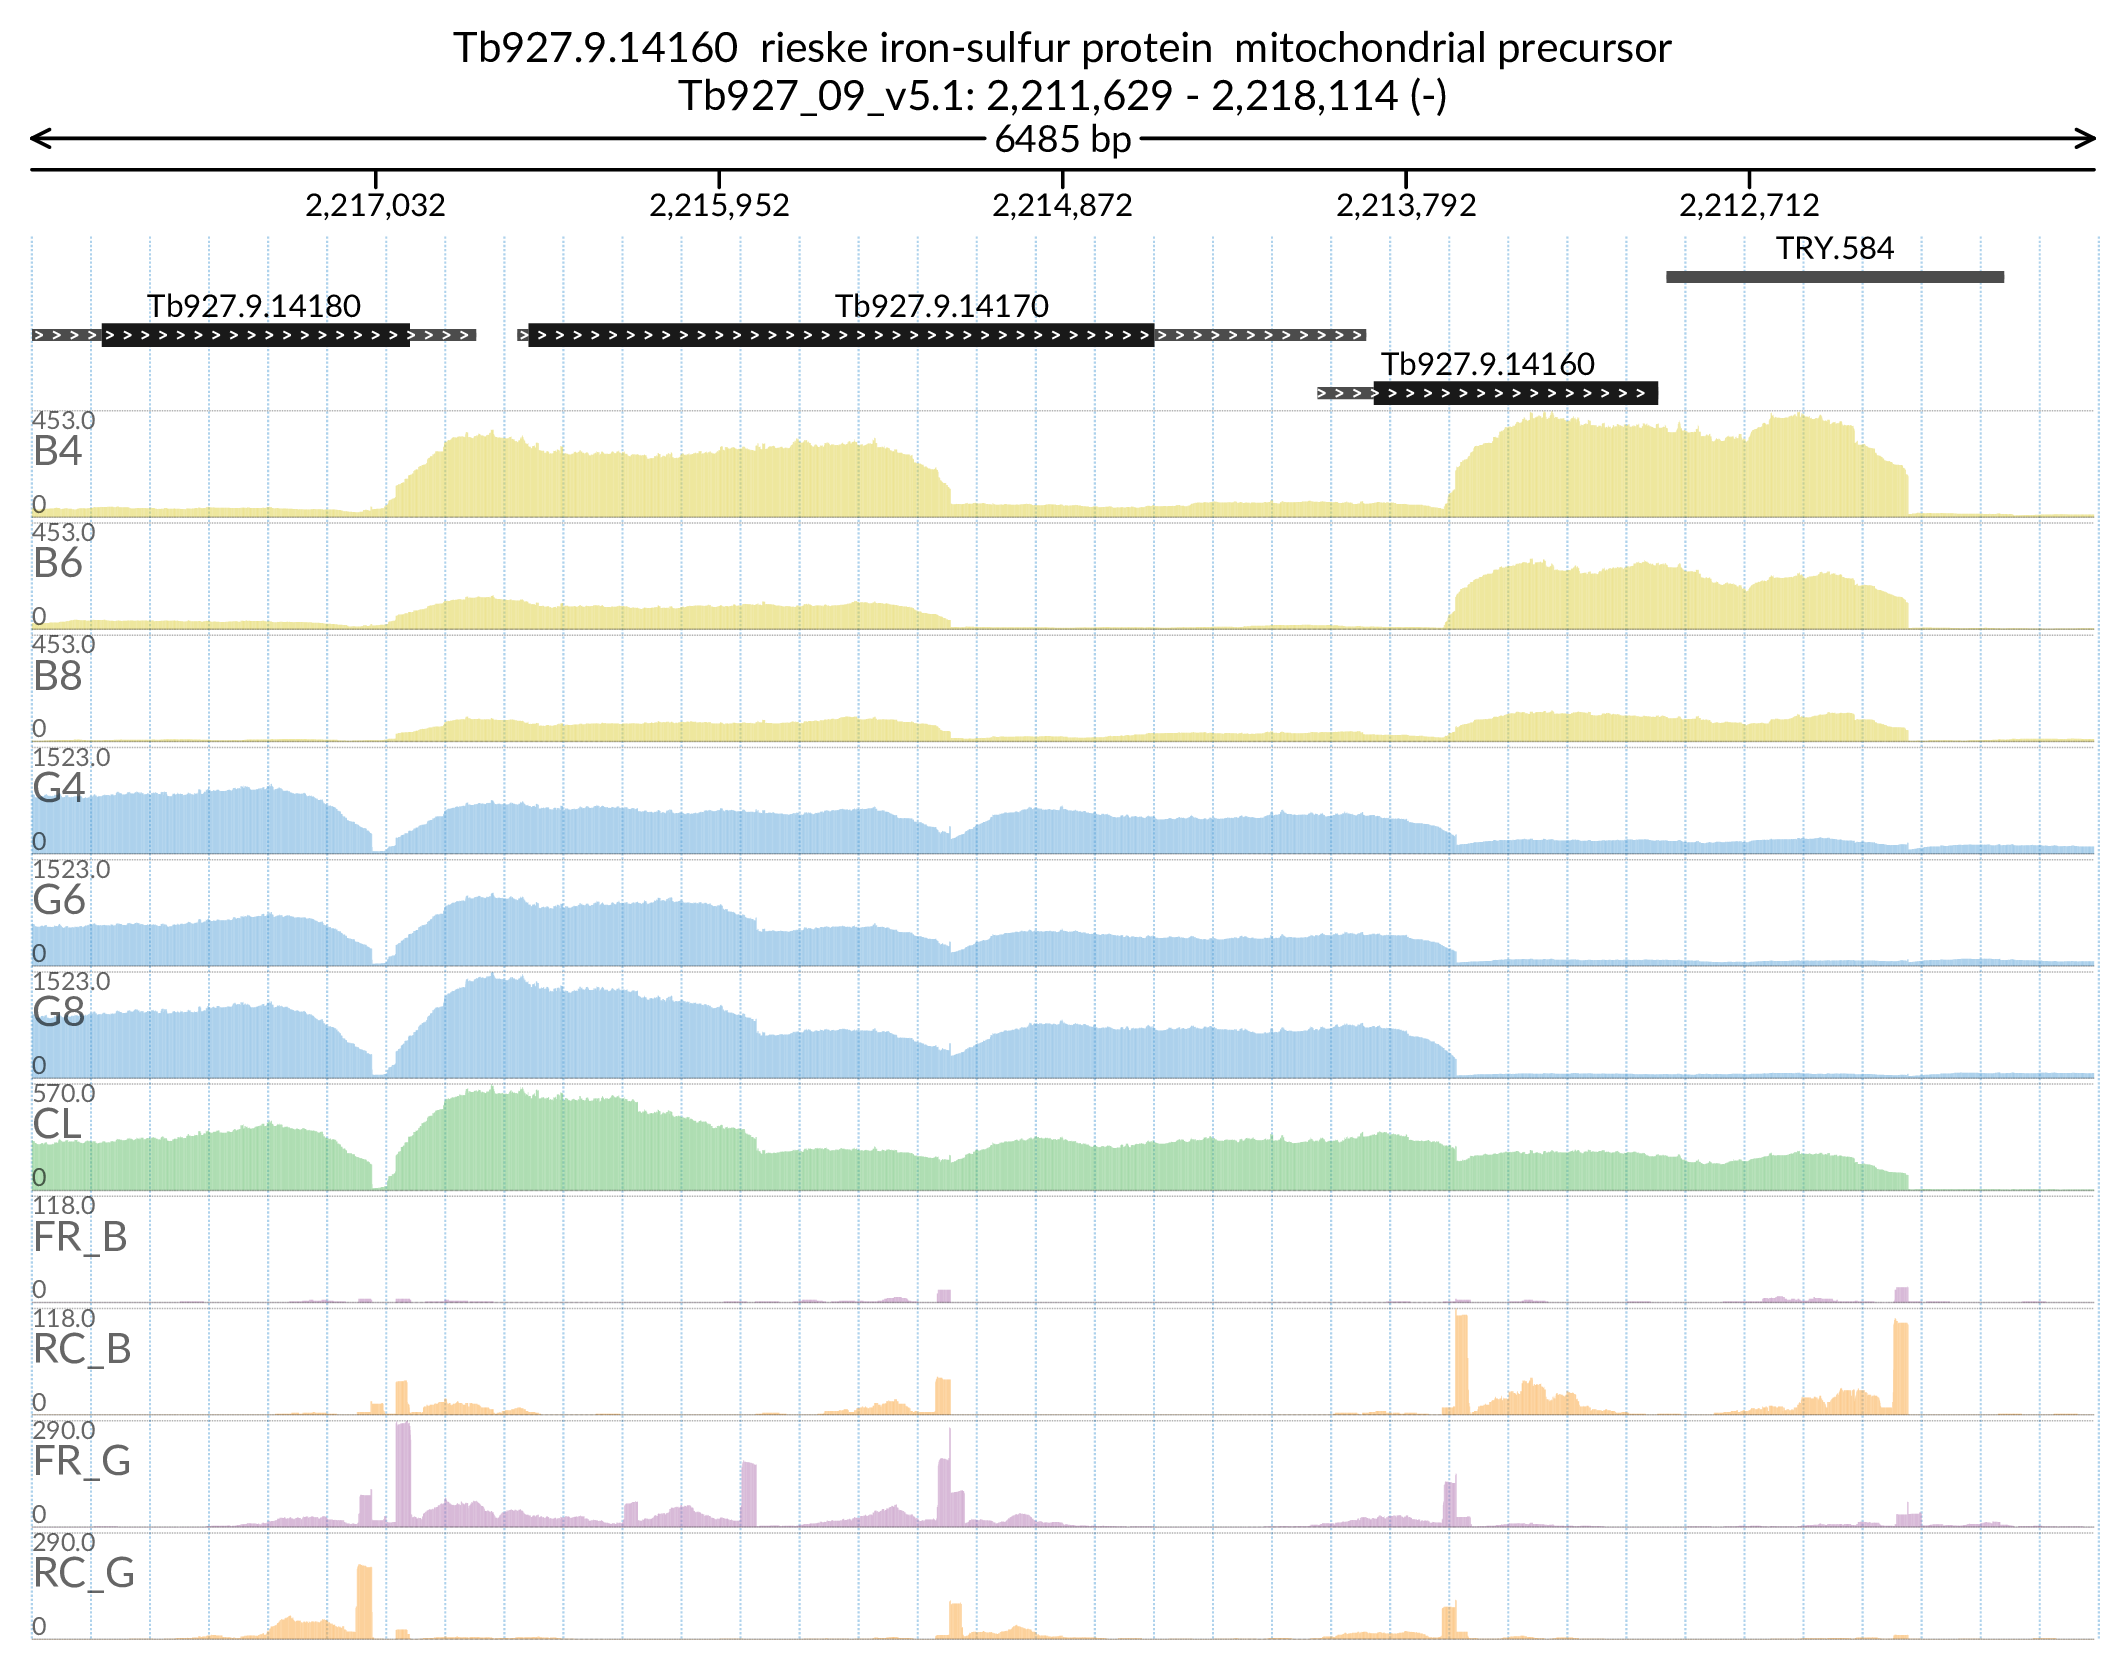 Tb927.9.14160  rieske iron-sulfur protein  mitochondrial precursor
Tb927_09_v5.1: 2,211,629 - 2,218,114 (-)
6485 bp
2,217,032 2,215,952 2,214,872 2,213,792 2,212,712
TRY.584
Tb927.9.14180 Tb927.9.14170
Tb927.9.14160
453.0
B4
0
453.0
B6
0
453.0
B8
0
1523.0
G4
0
1523.0
G6
0
1523.0
G8
0
570.0
CL
0
118.0
FR_B
0
118.0
RC_B
0
290.0
FR_G
0
290.0
RC_G
0